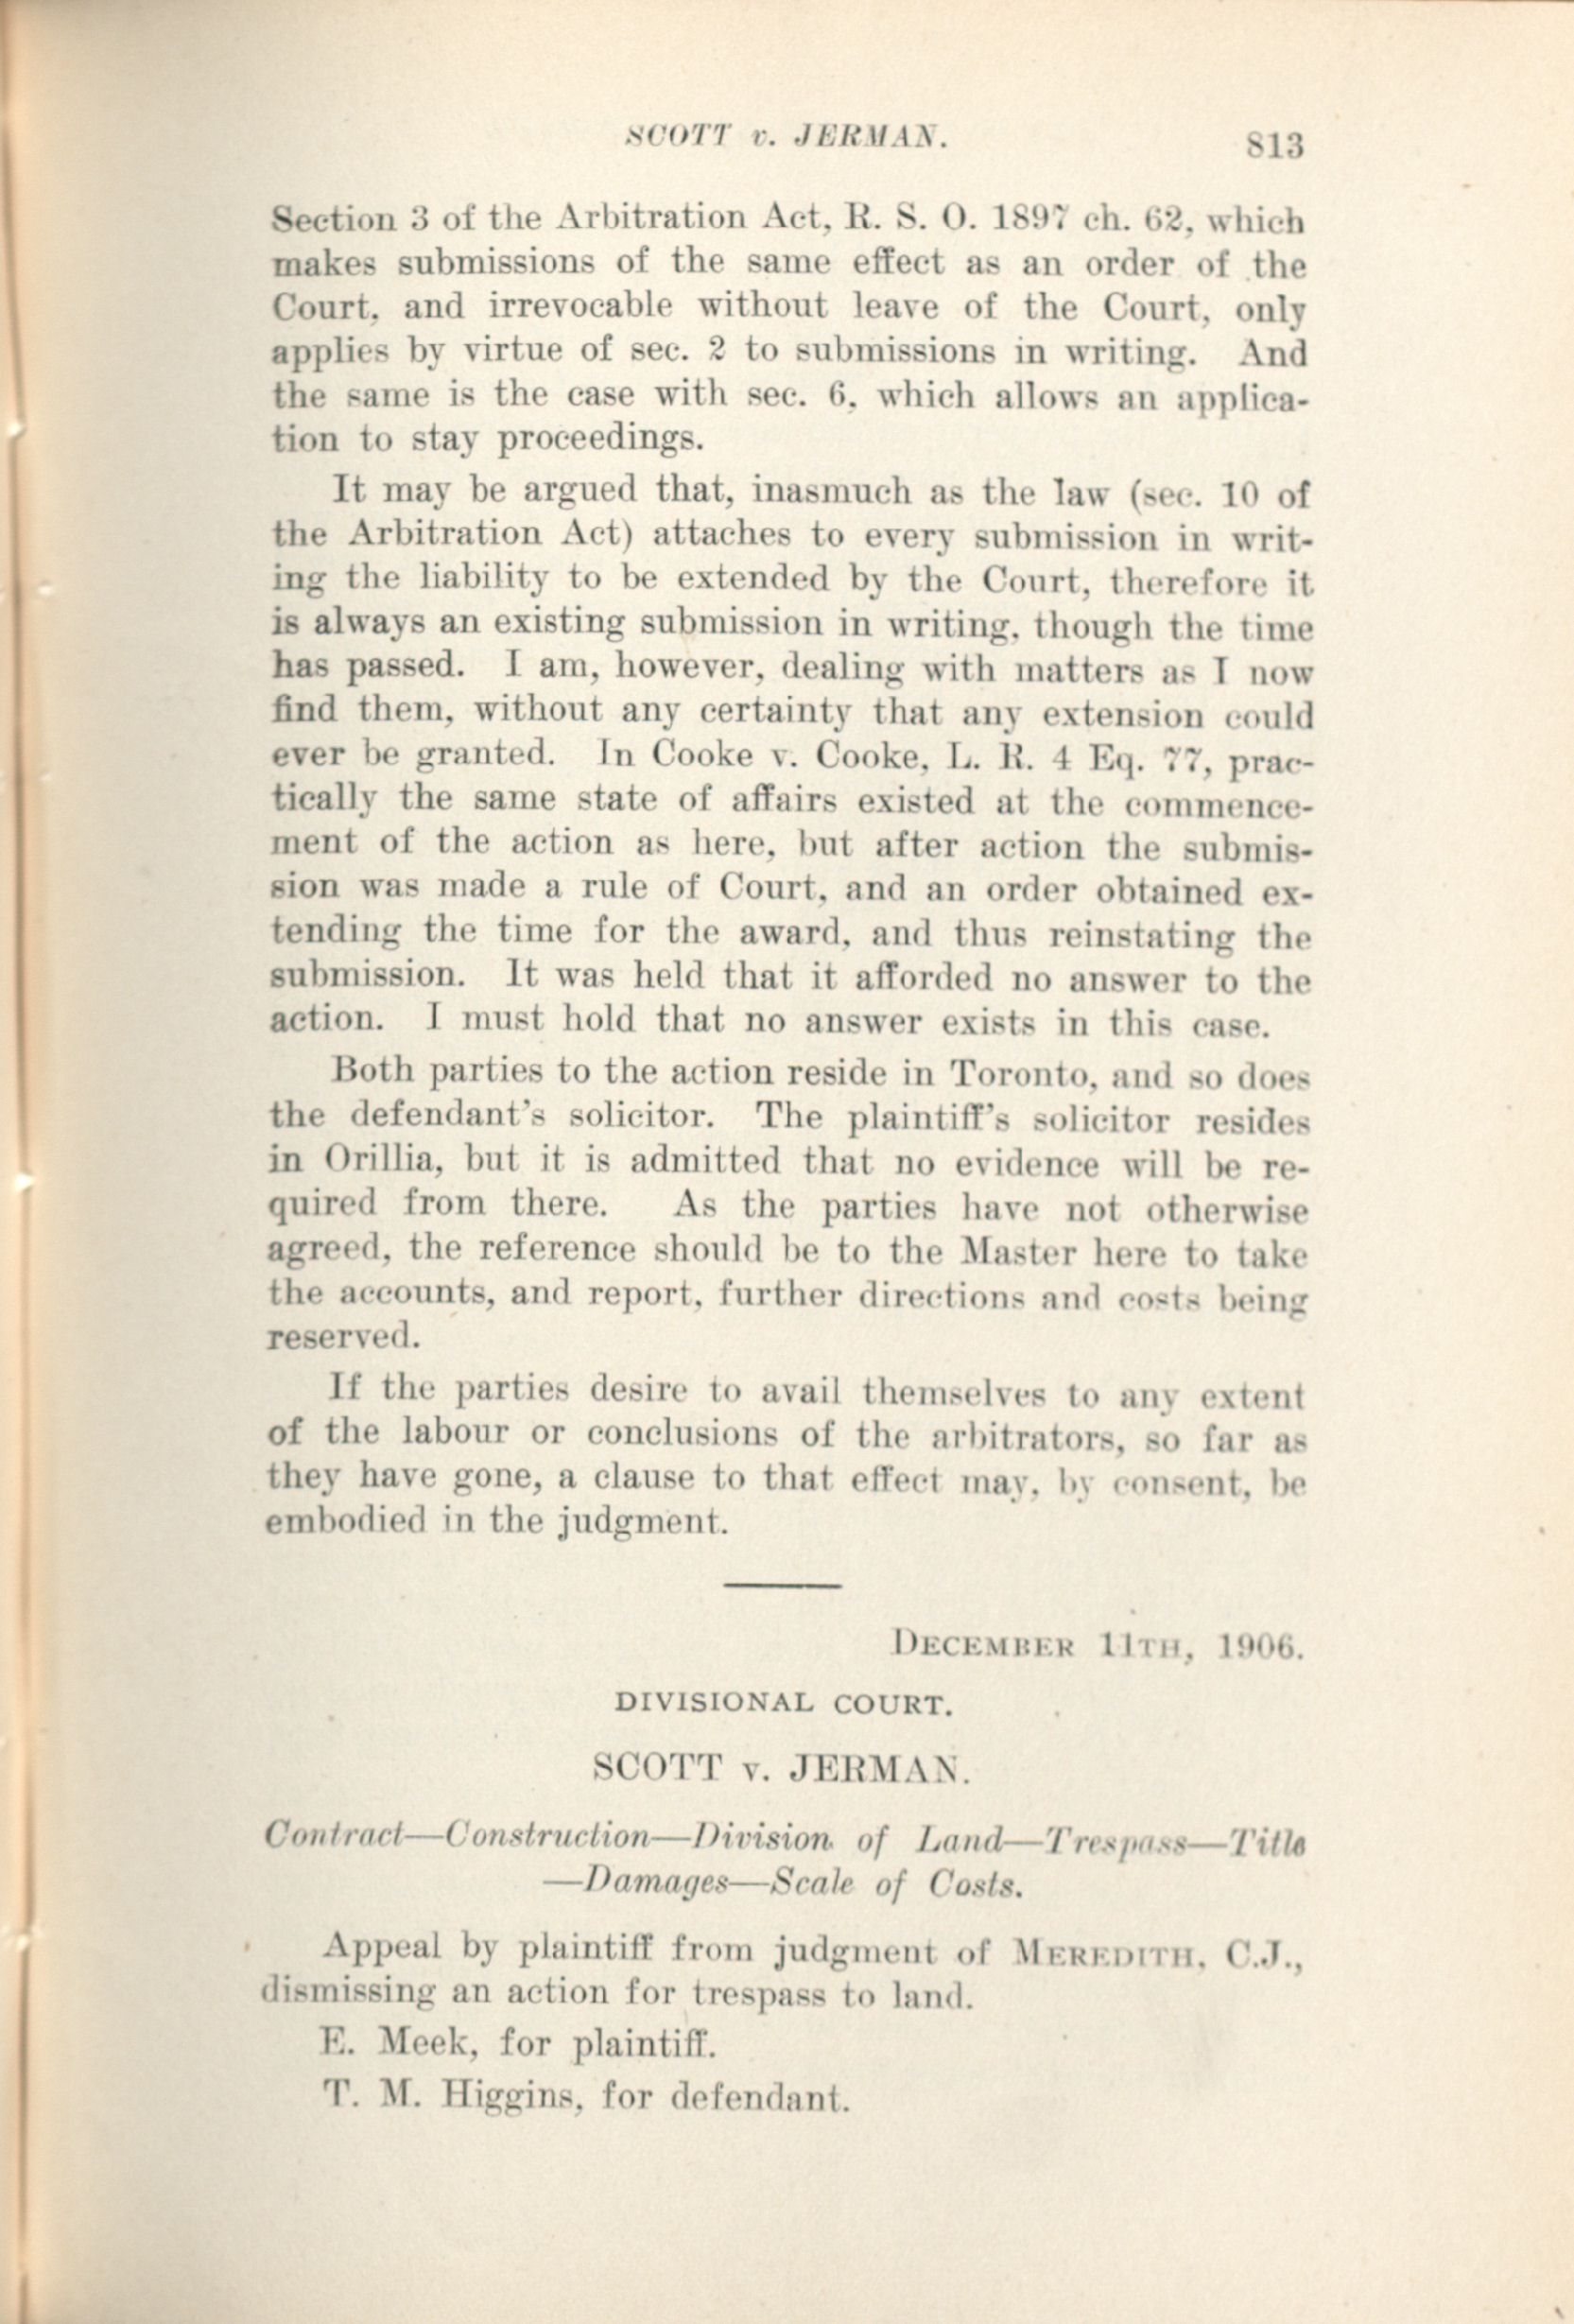 SCOTT v. JERMAN.
813
Section 3 of the Arbitration Act, R. S. O. 1897 ch. 62, which
makes submissions of the same effect as an order of the
Court, and irrevocable without leave of the Court, only
applies by virtue of sec. 2 to submissions in writing. And
the same is the case with sec. 6, which allows an applica-
tion to stay proceedings.
It may be argued that, inasmuch as the law (sec. 10 of
the Arbitration Act) attaches to every submission in writ-
ing the liability to be extended by the Court, therefore it
is always an existing submission in writing, though the time
has passed. I am, however, dealing with matters as I now
find them, without any certainty that any extension could
ever be granted. In Cooke v. Cooke, L. R. 4 Eq. 77, prac-
tically the same state of affairs existed at the commence-
ment of the action as here, but after action the submis-
sion was made a rule of Court, and an order obtained ex-
tending the time for the award, and thus reinstating the
submission. It was held that it afforded no answer to the
action. I must hold that no answer exists in this case.
Both parties to the action reside in Toronto, and so does
the defendant's solicitor. The plaintiff's solicitor resides
in Orillia, but it is admitted that no evidence will be re-
quired from there. As the parties have not otherwise
agreed, the reference should be to the Master here to take
the accounts, and report, further directions and costs being
reserved.
If the parties desire to avail themselves to any extent
of the labour or conclusions of the arbitrators, so far as
they have gone, a clause to that effect may, by consent, be
embodied in the judgment.
DECEMBER 11TH, 1906.
DIVISIONAL COURT.
SCOTT v. JERMAN.
Contract—Construction—Division of Land—Trespass—Title
—Damages—Scale of Costs.
Appeal by plaintiff from judgment of MEREDITH, C.J.,
dismissing an action for trespass to land.
E. Meek, for plaintiff.
T. M. Higgins, for defendant.